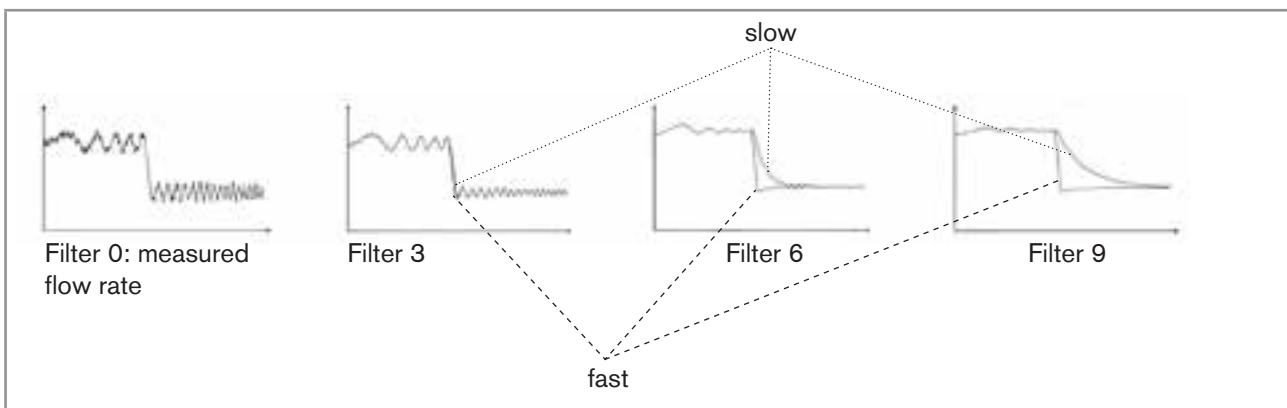 slow
Filter 0: measured
flow rate
Filter 3
Filter 6
Filter 9
fast